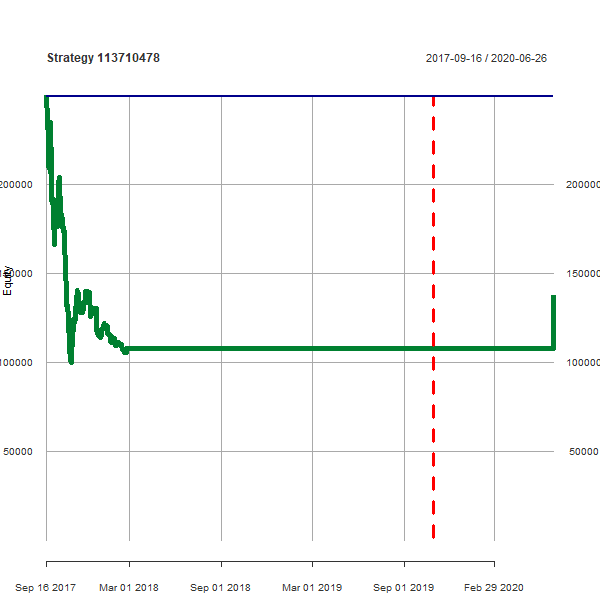 Strategy 113710478
2017-09-16 / 2020-06-26
200000
200000
150000
150000
Equity
100000
100000
50000
50000
Sep 16 2017
Mar 01 2018
Sep 01 2018
Mar 01 2019
Sep 01 2019
Feb 29 2020